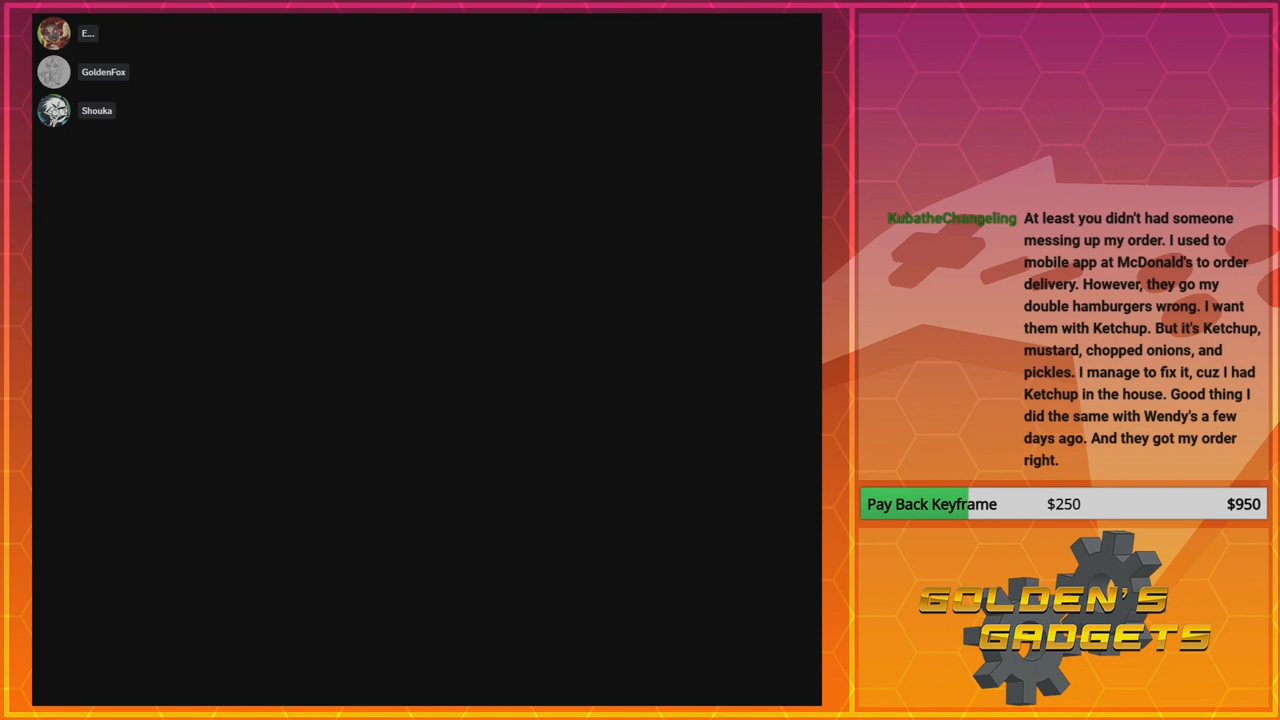 E...
GoldenFox
Shouka
KubatheChangeling At least you didn't had someone
messing up my order. I used to
mobile app at McDonald's to order
delivery. However, they go my
double hamburgers wrong. I want
them with Ketchup. But it's Ketchup,
mustard, chopped onions, and
pickles. I manage to fix it, cuz I had
Ketchup in the house. Good thing I
did the same with Wendy's a few
days ago. And they got my order
right.
Pay Back Keyframe $250 $950
GOLDEN'S
GADGETS